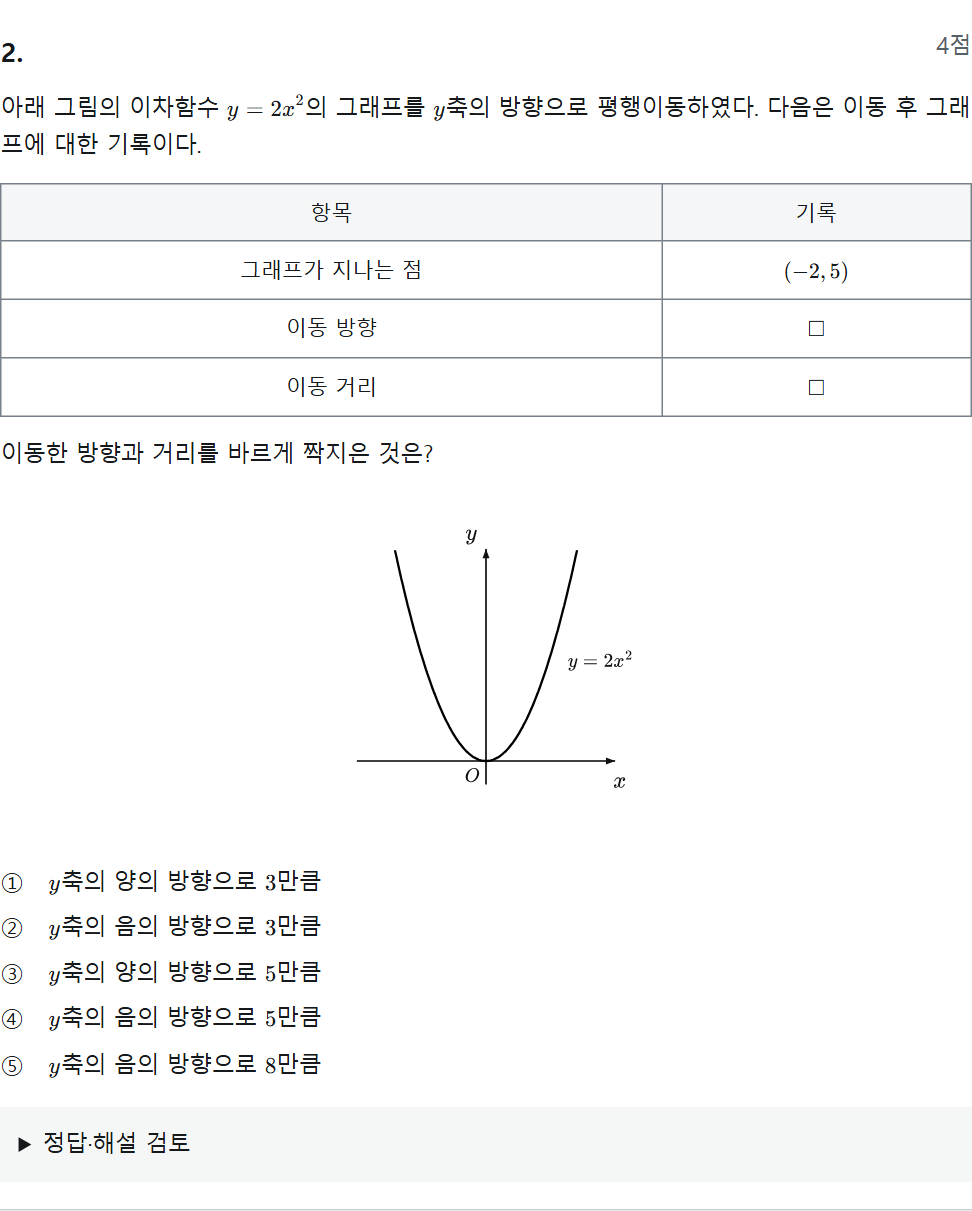 2.
4점
아래 그림의 이차함수 y = 2x²의 그래프를 y축의 방향으로 평행이동하였다. 다음은 이동 후 그래
프에 대한 기록이다.
항목 기록
그래프가 지나는 점 (−2, 5)
이동 방향 □
이동 거리 □
이동한 방향과 거리를 바르게 짝지은 것은?
y
y = 2x²
O
x
① y축의 양의 방향으로 3만큼
② y축의 음의 방향으로 3만큼
③ y축의 양의 방향으로 5만큼
④ y축의 음의 방향으로 5만큼
⑤ y축의 음의 방향으로 8만큼
▶ 정답·해설 검토